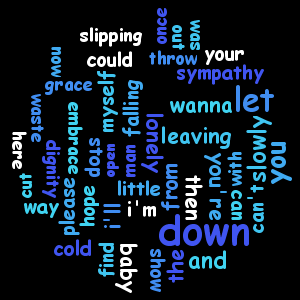 once
was
out
slipping
could
now
throw
your
sympathy
grace
myself
falling
wanna
let
waste
embrace
lonely
leaving
slowly
here
dignity
stop
open
man
you
cut
please
hope
little
from
then
you're
with
can
can't
way
i'll
i'm
down
cold
find
baby
show
the
and